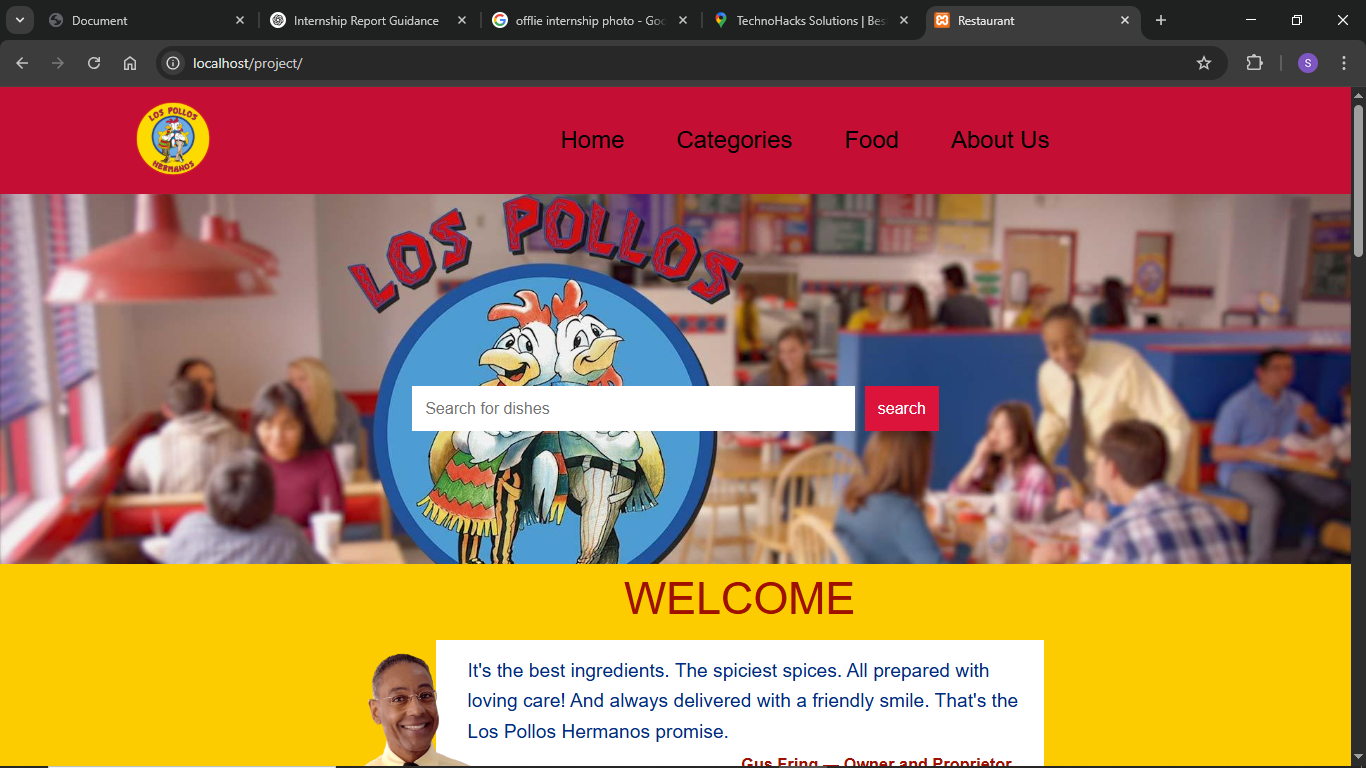 Document
Internship Report Guidance
offlie internship photo - Goo
TechnoHacks Solutions | Bes
Restaurant
localhost/project/
S
LOS POLLOS
HERMANOS
Home
Categories
Food
About Us
LOS POLLOS
Search for dishes
search
WELCOME
It's the best ingredients. The spiciest spices. All prepared with
loving care! And always delivered with a friendly smile. That's the
Los Pollos Hermanos promise.
Gus Fring — Owner and Proprietor